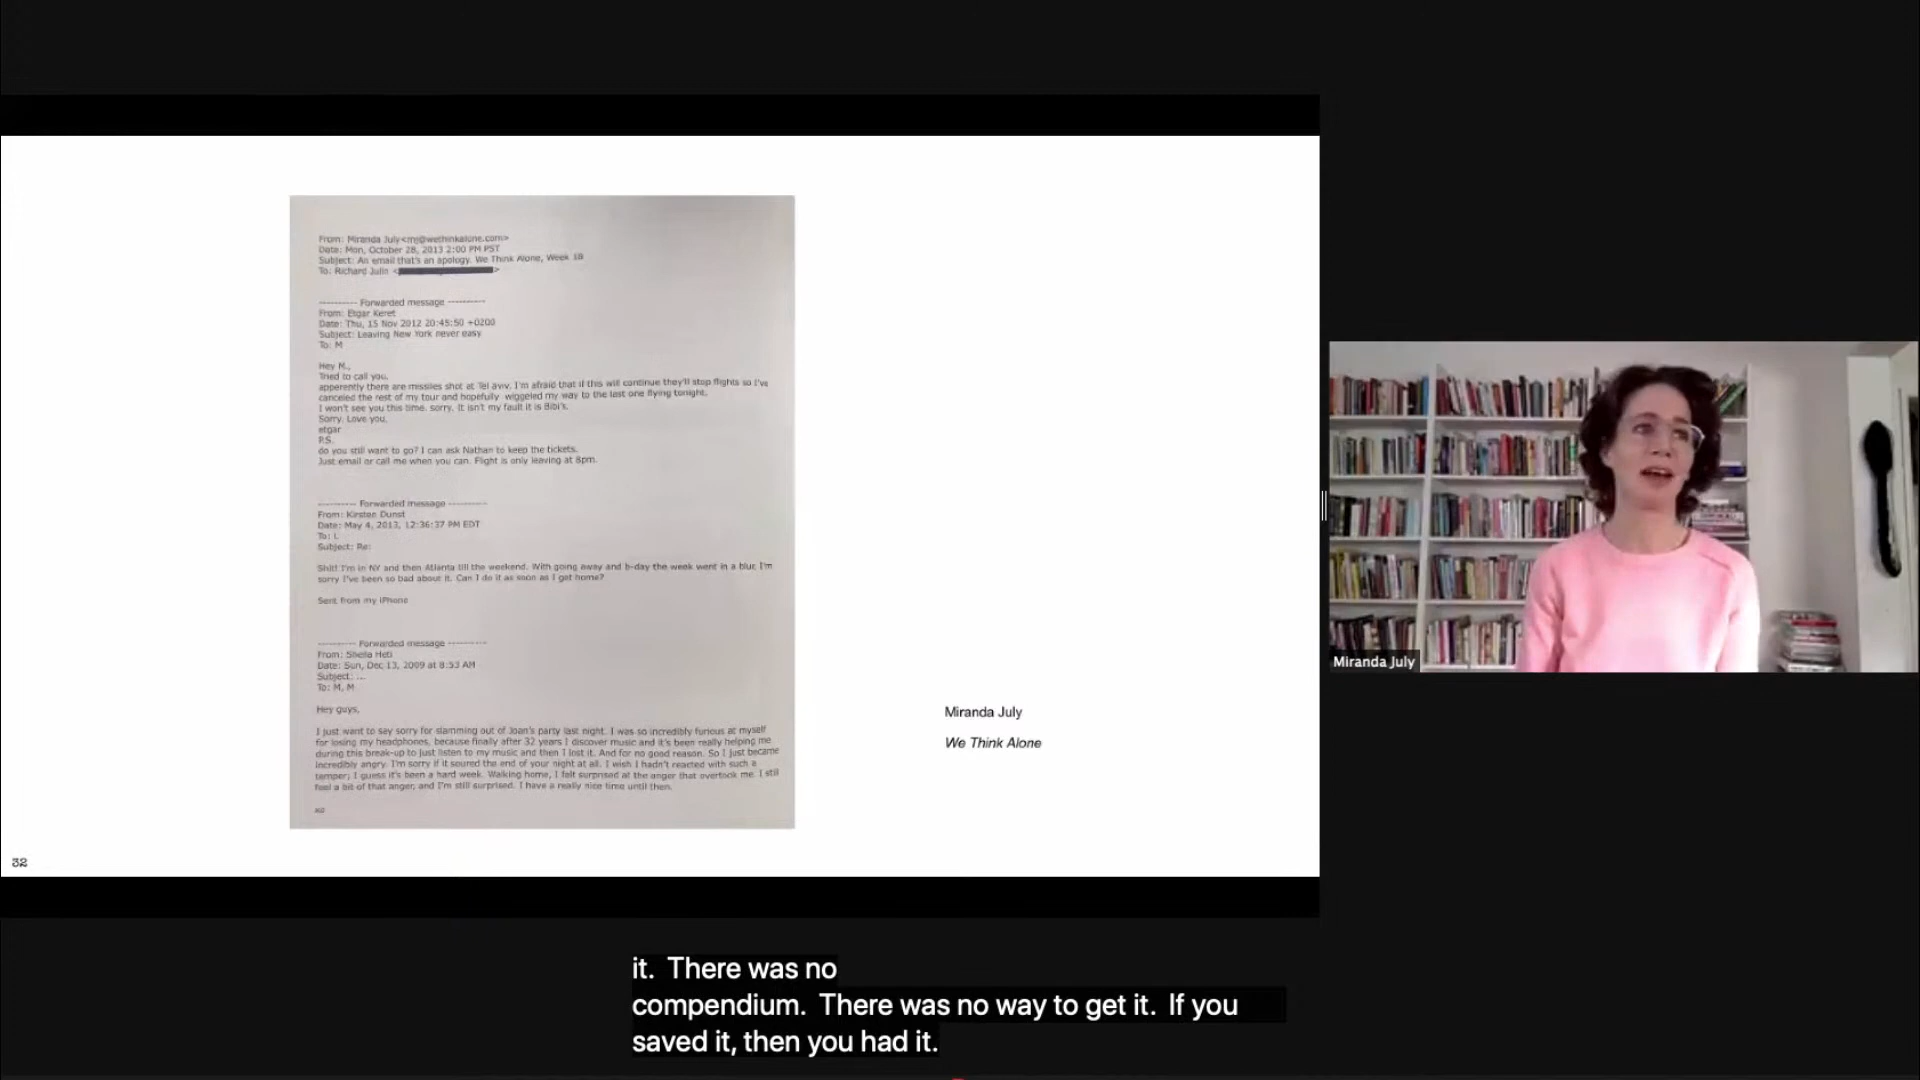 From: Miranda July<mj@wethinkalone.com>
Date: Mon, October 28, 2013 2:00 PM PST
Subject: An email that's an apology. We Think Alone, Week 18
To: Richard Julin < >
---------- Forwarded message ----------
From: Etgar Keret
Date: Thu, 15 Nov 2012 20:45:50 +0200
Subject: Leaving New York never easy
To: M
Hey M.,
Tried to call you.
apperently there are missiles shot at Tel aviv. I'm afraid that if this will continue they'll stop flights so I've
canceled the rest of my tour and hopefully wiggeled my way to the last one flying tonight.
I won't see you this time. sorry. It isn't my fault it is Bibi's.
Sorry. Love you,
etgar
P.S.
do you still want to go? I can ask Nathan to keep the tickets.
Just email or call me when you can. Flight is only leaving at 8pm.
---------- Forwarded message ----------
From: Kirsten Dunst
Date: May 4, 2013, 12:36:37 PM EDT
To: L
Subject: Re:
Shit! I'm in NY and then Atlanta till the weekend. With going away and b-day the week went in a blur. I'm
sorry I've been so bad about it. Can I do it as soon as I get home?
Sent from my iPhone
---------- Forwarded message ----------
From: Sheila Heti
Date: Sun, Dec 13, 2009 at 8:53 AM
Subject: ...
To: M, M
Hey guys,
I just want to say sorry for slamming out of Joan's party last night. I was so incredibly furious at myself
for losing my headphones, because finally after 32 years I discover music and it's been really helping me
during this break-up to just listen to my music and then I lost it. And for no good reason. So I just became
incredibly angry. I'm sorry if it soured the end of your night at all. I wish I hadn't reacted with such a
temper; I guess it's been a hard week. Walking home, I felt surprised at the anger that overtook me. I still
feel a bit of that anger, and I'm still surprised. I have a really nice time until then.
Miranda July
We Think Alone
32
Miranda July
it. There was no
compendium. There was no way to get it. If you
saved it, then you had it.